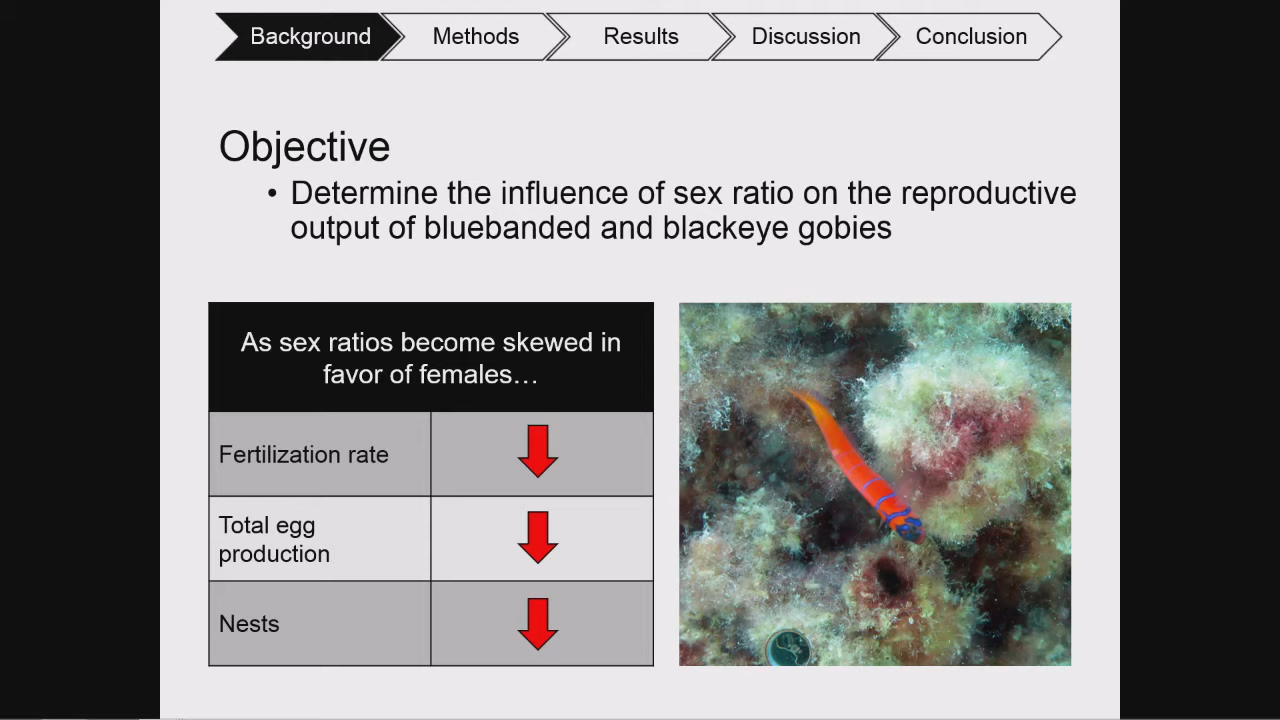 Background
Methods
Results
Discussion
Conclusion
Objective
• Determine the influence of sex ratio on the reproductive
output of bluebanded and blackeye gobies
As sex ratios become skewed in
favor of females…
Fertilization rate
Total egg
production
Nests